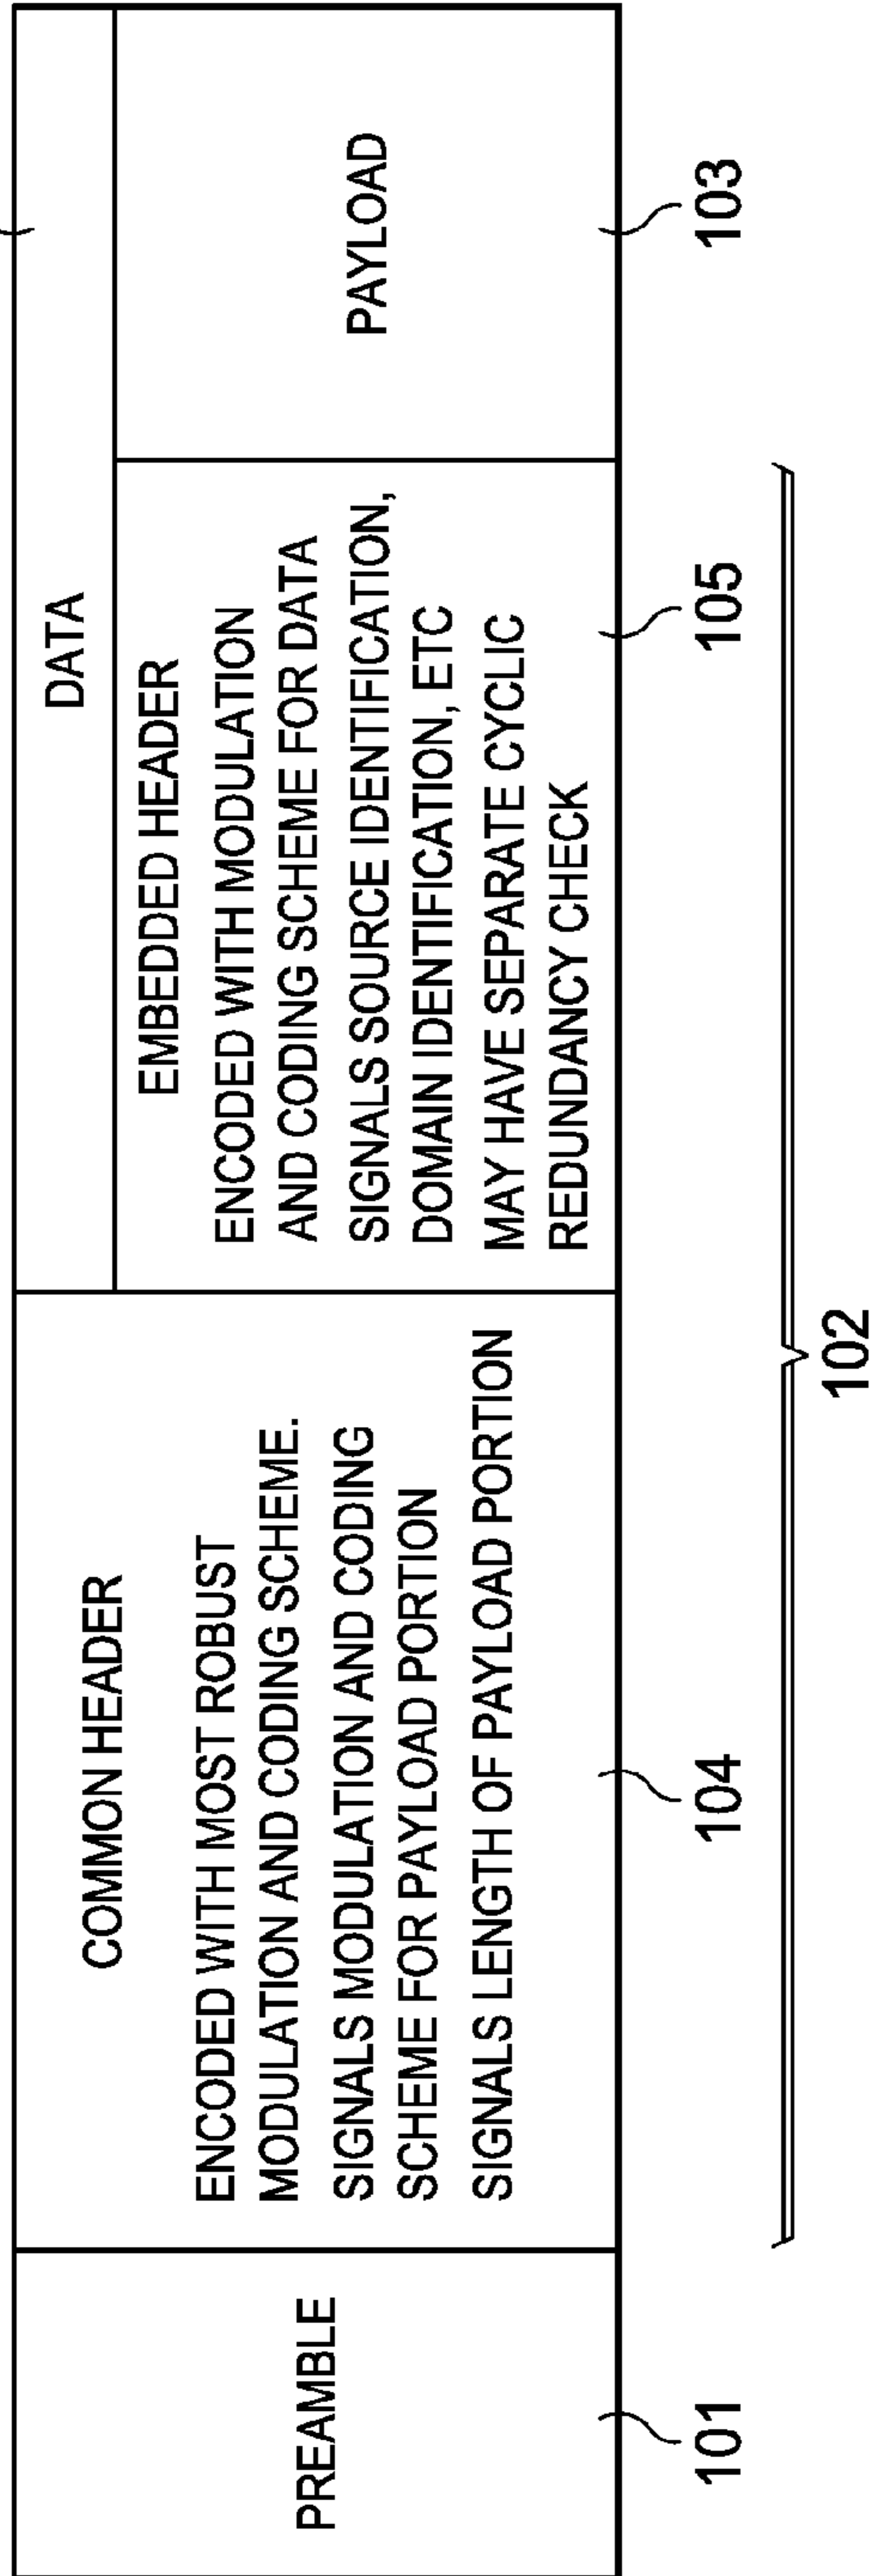 PREAMBLE
COMMON HEADER
ENCODED WITH MOST ROBUST
MODULATION AND CODING SCHEME.
SIGNALS MODULATION AND CODING
SCHEME FOR PAYLOAD PORTION
SIGNALS LENGTH OF PAYLOAD PORTION
DATA
EMBEDDED HEADER
ENCODED WITH MODULATION
AND CODING SCHEME FOR DATA
SIGNALS SOURCE IDENTIFICATION,
DOMAIN IDENTIFICATION, ETC
MAY HAVE SEPARATE CYCLIC
REDUNDANCY CHECK
PAYLOAD
101
104
105
103
102